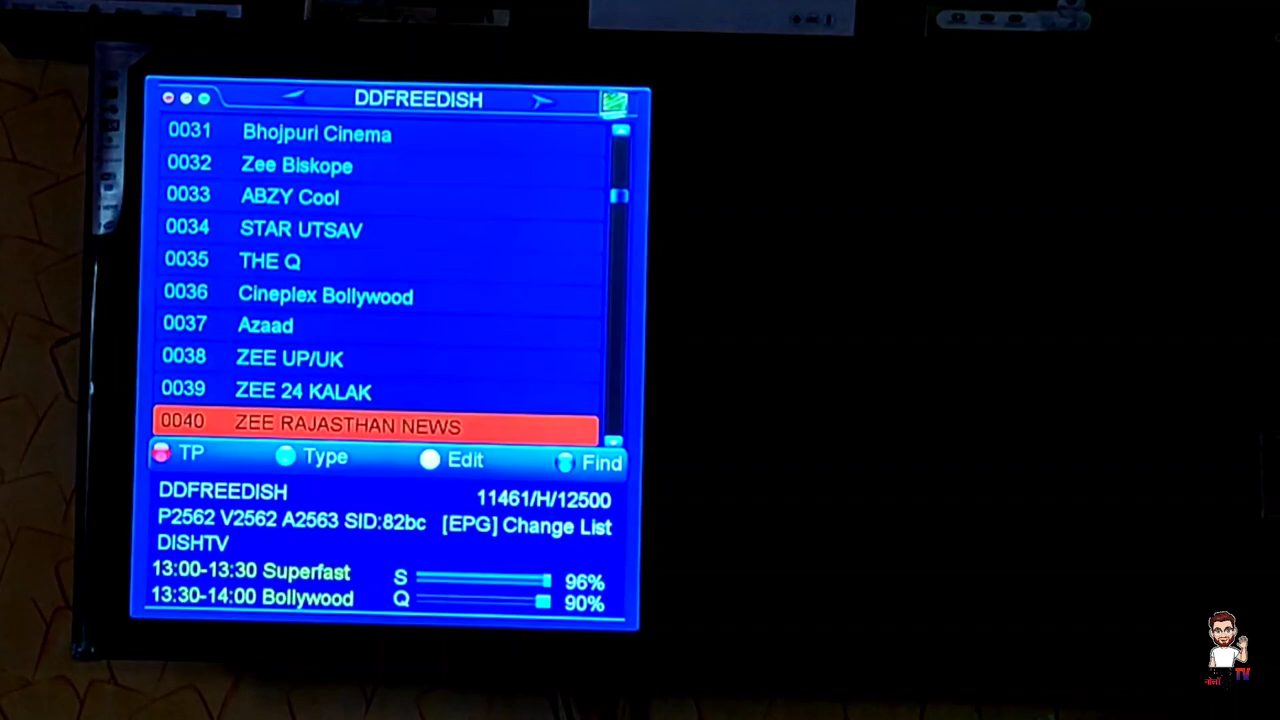 DDFREEDISH
0031 Bhojpuri Cinema
0032 Zee Biskope
0033 ABZY Cool
0034 STAR UTSAV
0035 THE Q
0036 Cineplex Bollywood
0037 Azaad
0038 ZEE UP/UK
0039 ZEE 24 KALAK
0040 ZEE RAJASTHAN NEWS
TP Type Edit Find
DDFREEDISH 11461/H/12500
P2562 V2562 A2563 SID:82bc [EPG] Change List
DISHTV
13:00-13:30 Superfast S 96%
13:30-14:00 Bollywood Q 90%
TV